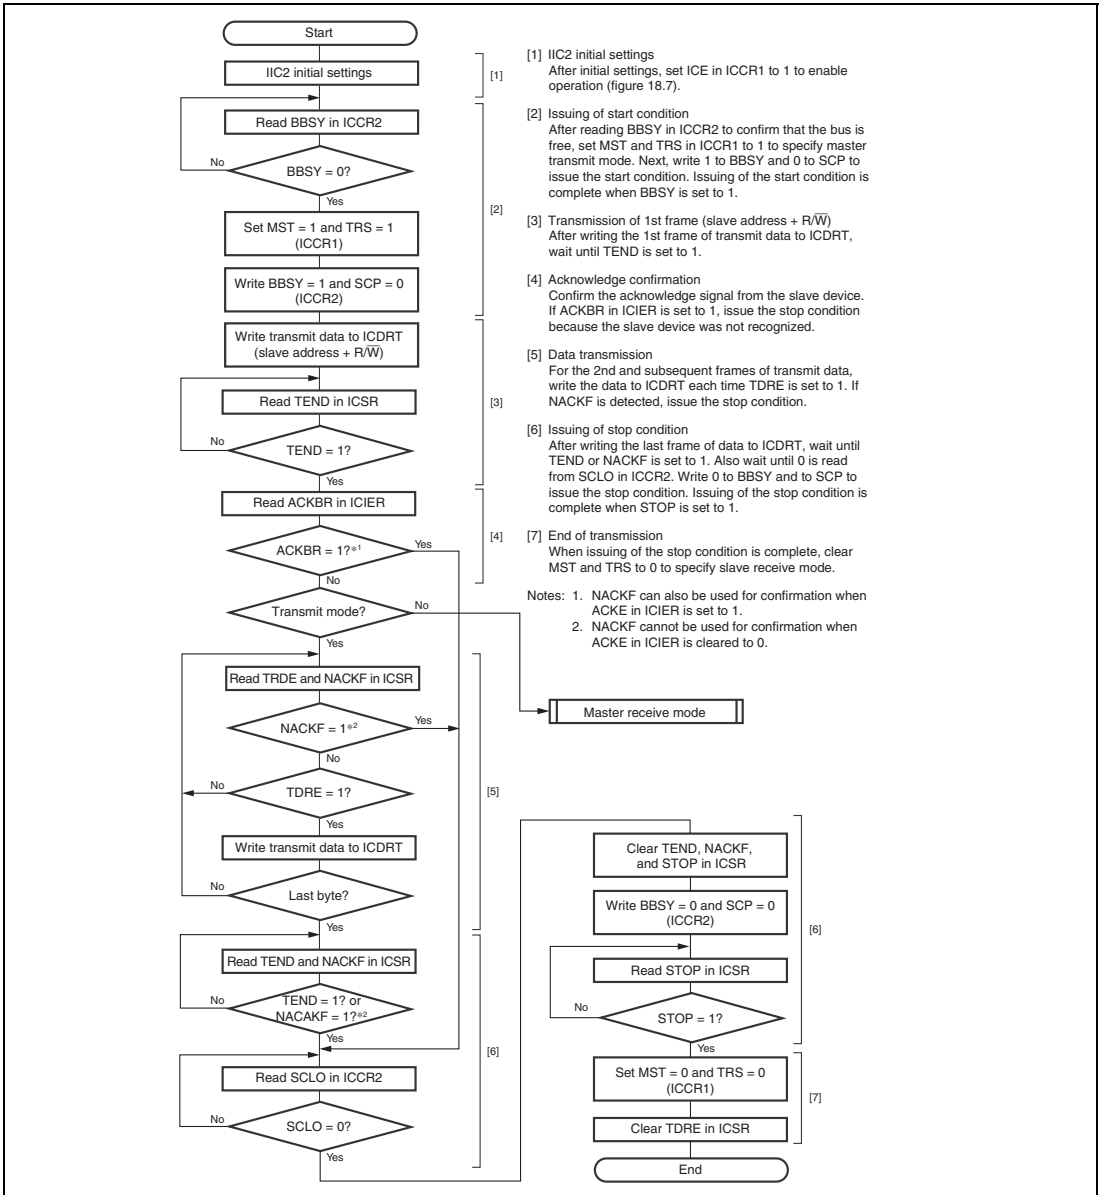 Start
IIC2 initial settings
[1]
Read BBSY in ICCR2
No
BBSY = 0?
Yes
[2]
Set MST = 1 and TRS = 1
(ICCR1)
Write BBSY = 1 and SCP = 0
(ICCR2)
Write transmit data to ICDRT
(slave address + R/W̅)
Read TEND in ICSR
[3]
No
TEND = 1?
Yes
Read ACKBR in ICIER
[4]
ACKBR = 1?*1
Yes
No
Transmit mode?
No
Yes
Read TRDE and NACKF in ICSR
NACKF = 1*2
Yes
No
No
TDRE = 1?
[5]
Yes
Write transmit data to ICDRT
No
Last byte?
Yes
Read TEND and NACKF in ICSR
No
TEND = 1? or
NACAKF = 1?*2
Yes
[6]
Read SCLO in ICCR2
No
SCLO = 0?
Yes
[1] IIC2 initial settings
After initial settings, set ICE in ICCR1 to 1 to enable
operation (figure 18.7).
[2] Issuing of start condition
After reading BBSY in ICCR2 to confirm that the bus is
free, set MST and TRS in ICCR1 to 1 to specify master
transmit mode. Next, write 1 to BBSY and 0 to SCP to
issue the start condition. Issuing of the start condition is
complete when BBSY is set to 1.
[3] Transmission of 1st frame (slave address + R/W̅)
After writing the 1st frame of transmit data to ICDRT,
wait until TEND is set to 1.
[4] Acknowledge confirmation
Confirm the acknowledge signal from the slave device.
If ACKBR in ICIER is set to 1, issue the stop condition
because the slave device was not recognized.
[5] Data transmission
For the 2nd and subsequent frames of transmit data,
write the data to ICDRT each time TDRE is set to 1. If
NACKF is detected, issue the stop condition.
[6] Issuing of stop condition
After writing the last frame of data to ICDRT, wait until
TEND or NACKF is set to 1. Also wait until 0 is read
from SCLO in ICCR2. Write 0 to BBSY and to SCP to
issue the stop condition. Issuing of the stop condition is
complete when STOP is set to 1.
[7] End of transmission
When issuing of the stop condition is complete, clear
MST and TRS to 0 to specify slave receive mode.
Notes: 1. NACKF can also be used for confirmation when
ACKE in ICIER is set to 1.
2. NACKF cannot be used for confirmation when
ACKE in ICIER is cleared to 0.
Master receive mode
Clear TEND, NACKF,
and STOP in ICSR
Write BBSY = 0 and SCP = 0
(ICCR2)
[6]
Read STOP in ICSR
No
STOP = 1?
Yes
Set MST = 0 and TRS = 0
(ICCR1)
[7]
Clear TDRE in ICSR
End